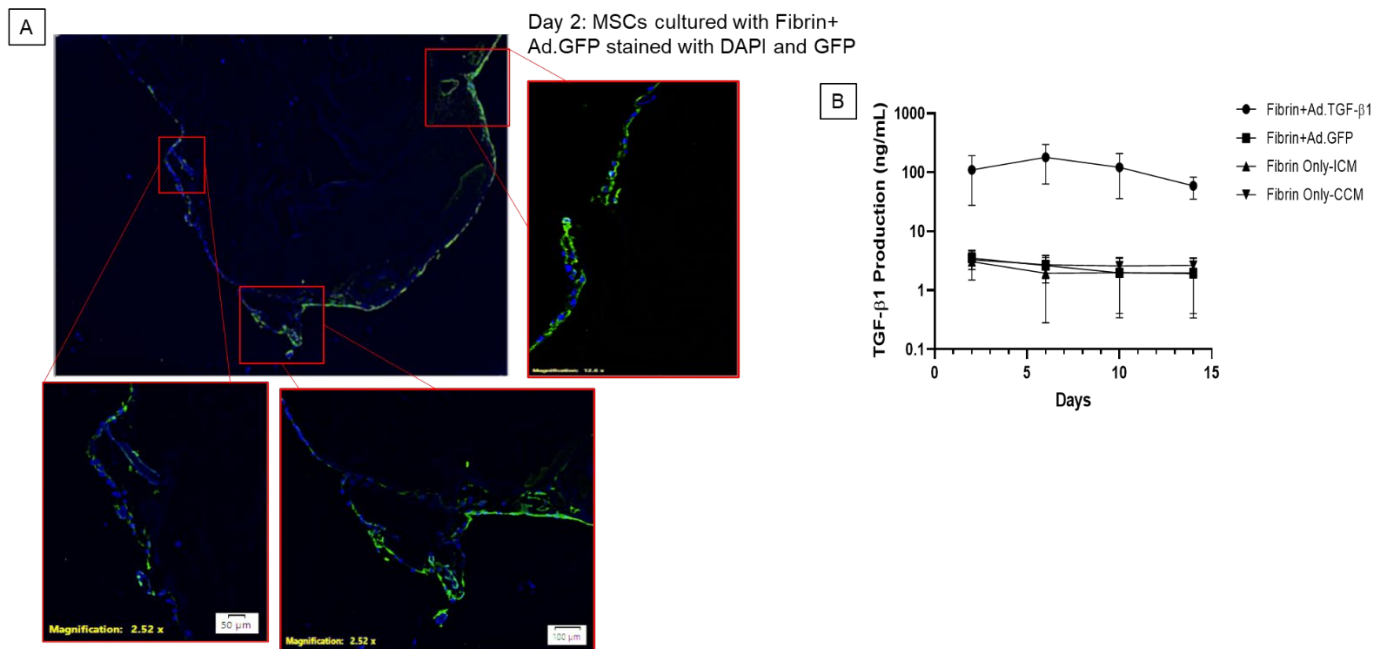 A
Day 2: MSCs cultured with Fibrin+
Ad.GFP stained with DAPI and GFP
Magnification: 12.6 x
Magnification: 2.52 x
50 µm
Magnification: 2.52 x
100 µm
B
TGF-β1 Production (ng/mL)
1000
100
10
1
0.1
0 5 10 15
Days
Fibrin+Ad.TGF-β1
Fibrin+Ad.GFP
Fibrin Only-ICM
Fibrin Only-CCM